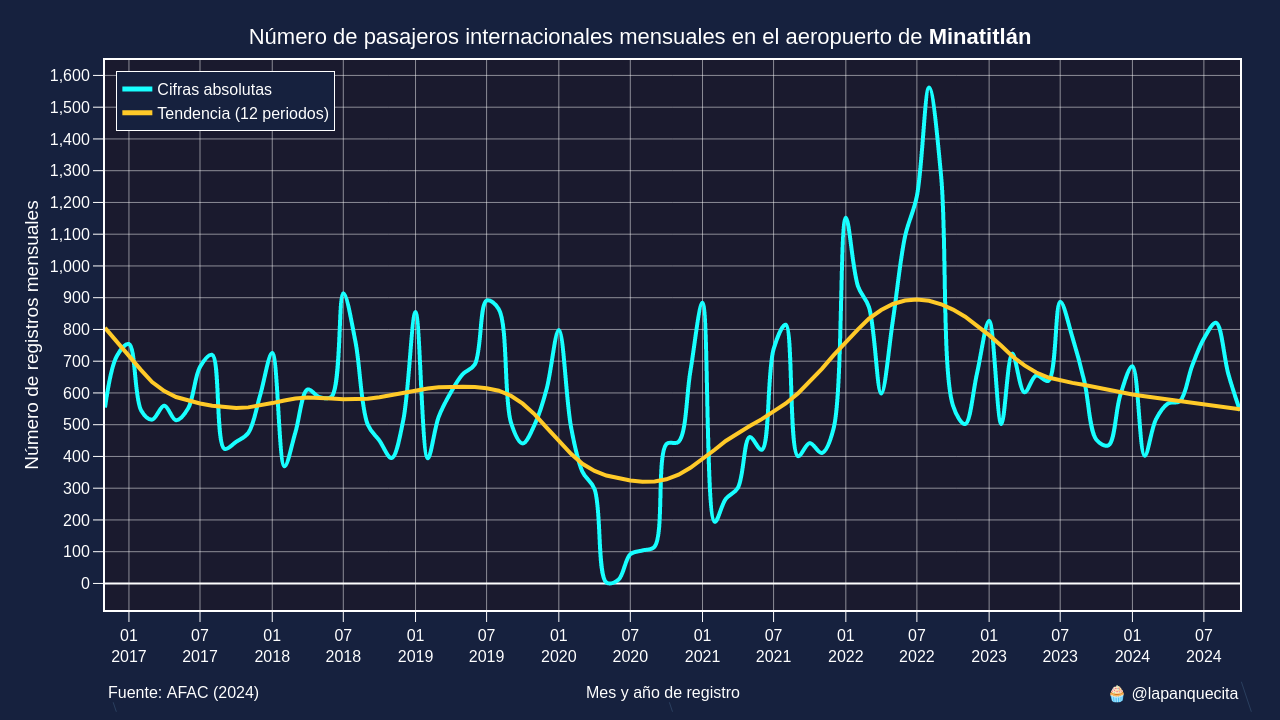 Número de pasajeros internacionales mensuales en el aeropuerto de Minatitlán
Cifras absolutas
Tendencia (12 periodos)
Número de registros mensuales
1,600
1,500
1,400
1,300
1,200
1,100
1,000
900
800
700
600
500
400
300
200
100
0
01 07 01 07 01 07 01 07 01 07 01 07 01 07 01 07
2017 2017 2018 2018 2019 2019 2020 2020 2021 2021 2022 2022 2023 2023 2024 2024
Fuente: AFAC (2024) Mes y año de registro 🧁 @lapanquecita